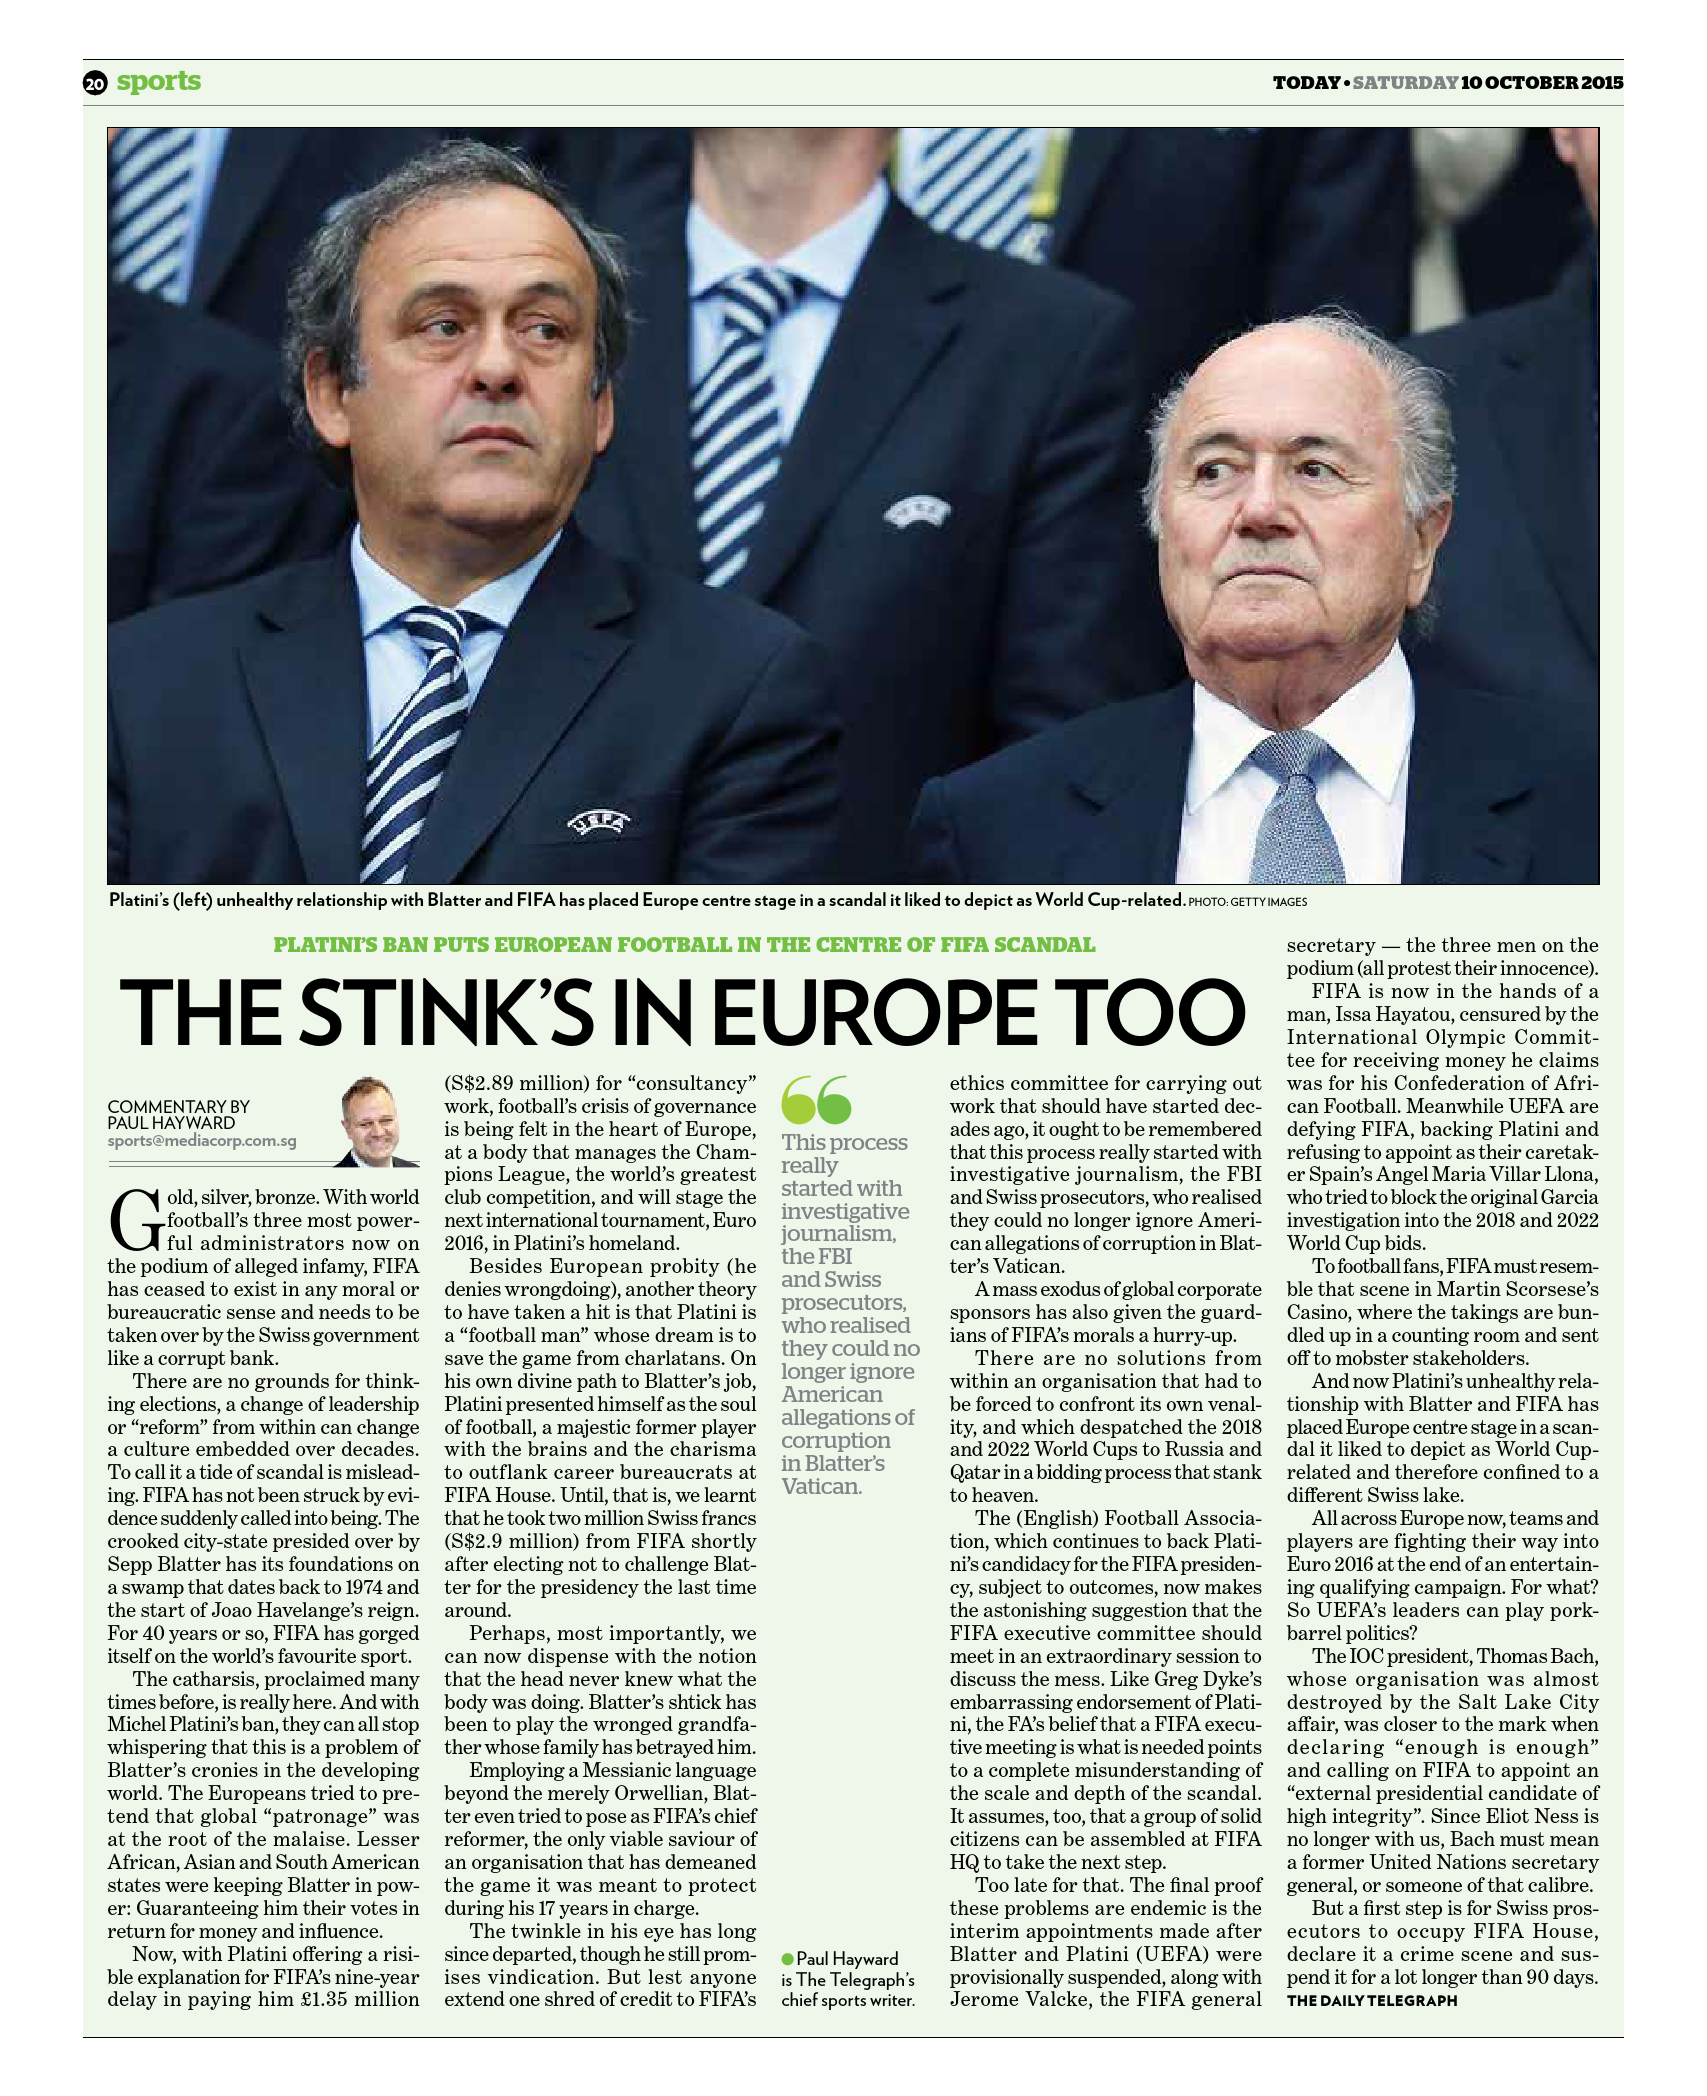 20 sports
TODAY • SATURDAY 10 OCTOBER 2015
UEFA
UEFA
Platini’s (left) unhealthy relationship with Blatter and FIFA has placed Europe centre stage in a scandal it liked to depict as World Cup-related. PHOTO: GETTY IMAGES
PLATINI’S BAN PUTS EUROPEAN FOOTBALL IN THE CENTRE OF FIFA SCANDAL
THE STINK’S IN EUROPE TOO
COMMENTARY BY
PAUL HAYWARD
sports@mediacorp.com.sg
Gold, silver, bronze. With world
football’s three most power-
ful administrators now on
the podium of alleged infamy, FIFA
has ceased to exist in any moral or
bureaucratic sense and needs to be
taken over by the Swiss government
like a corrupt bank.
There are no grounds for think-
ing elections, a change of leadership
or “reform” from within can change
a culture embedded over decades.
To call it a tide of scandal is mislead-
ing. FIFA has not been struck by evi-
dence suddenly called into being. The
crooked city-state presided over by
Sepp Blatter has its foundations on
a swamp that dates back to 1974 and
the start of Joao Havelange’s reign.
For 40 years or so, FIFA has gorged
itself on the world’s favourite sport.
The catharsis, proclaimed many
times before, is really here. And with
Michel Platini’s ban, they can all stop
whispering that this is a problem of
Blatter’s cronies in the developing
world. The Europeans tried to pre-
tend that global “patronage” was
at the root of the malaise. Lesser
African, Asian and South American
states were keeping Blatter in pow-
er: Guaranteeing him their votes in
return for money and influence.
Now, with Platini offering a risi-
ble explanation for FIFA’s nine-year
delay in paying him £1.35 million
(S$2.89 million) for “consultancy”
work, football’s crisis of governance
is being felt in the heart of Europe,
at a body that manages the Cham-
pions League, the world’s greatest
club competition, and will stage the
next international tournament, Euro
2016, in Platini’s homeland.
Besides European probity (he
denies wrongdoing), another theory
to have taken a hit is that Platini is
a “football man” whose dream is to
save the game from charlatans. On
his own divine path to Blatter’s job,
Platini presented himself as the soul
of football, a majestic former player
with the brains and the charisma
to outflank career bureaucrats at
FIFA House. Until, that is, we learnt
that he took two million Swiss francs
(S$2.9 million) from FIFA shortly
after electing not to challenge Blat-
ter for the presidency the last time
around.
Perhaps, most importantly, we
can now dispense with the notion
that the head never knew what the
body was doing. Blatter’s shtick has
been to play the wronged grandfa-
ther whose family has betrayed him.
Employing a Messianic language
beyond the merely Orwellian, Blat-
ter even tried to pose as FIFA’s chief
reformer, the only viable saviour of
an organisation that has demeaned
the game it was meant to protect
during his 17 years in charge.
The twinkle in his eye has long
since departed, though he still prom-
ises vindication. But lest anyone
extend one shred of credit to FIFA’s
“
This process
really
started with
investigative
journalism,
the FBI
and Swiss
prosecutors,
who realised
they could no
longer ignore
American
allegations of
corruption
in Blatter’s
Vatican.
● Paul Hayward
is The Telegraph’s
chief sports writer.
ethics committee for carrying out
work that should have started dec-
ades ago, it ought to be remembered
that this process really started with
investigative journalism, the FBI
and Swiss prosecutors, who realised
they could no longer ignore Ameri-
can allegations of corruption in Blat-
ter’s Vatican.
A mass exodus of global corporate
sponsors has also given the guard-
ians of FIFA’s morals a hurry-up.
There are no solutions from
within an organisation that had to
be forced to confront its own venal-
ity, and which despatched the 2018
and 2022 World Cups to Russia and
Qatar in a bidding process that stank
to heaven.
The (English) Football Associa-
tion, which continues to back Plati-
ni’s candidacy for the FIFA presiden-
cy, subject to outcomes, now makes
the astonishing suggestion that the
FIFA executive committee should
meet in an extraordinary session to
discuss the mess. Like Greg Dyke’s
embarrassing endorsement of Plati-
ni, the FA’s belief that a FIFA execu-
tive meeting is what is needed points
to a complete misunderstanding of
the scale and depth of the scandal.
It assumes, too, that a group of solid
citizens can be assembled at FIFA
HQ to take the next step.
Too late for that. The final proof
these problems are endemic is the
interim appointments made after
Blatter and Platini (UEFA) were
provisionally suspended, along with
Jerome Valcke, the FIFA general
secretary — the three men on the
podium (all protest their innocence).
FIFA is now in the hands of a
man, Issa Hayatou, censured by the
International Olympic Commit-
tee for receiving money he claims
was for his Confederation of Afri-
can Football. Meanwhile UEFA are
defying FIFA, backing Platini and
refusing to appoint as their caretak-
er Spain’s Angel Maria Villar Llona,
who tried to block the original Garcia
investigation into the 2018 and 2022
World Cup bids.
To football fans, FIFA must resem-
ble that scene in Martin Scorsese’s
Casino, where the takings are bun-
dled up in a counting room and sent
off to mobster stakeholders.
And now Platini’s unhealthy rela-
tionship with Blatter and FIFA has
placed Europe centre stage in a scan-
dal it liked to depict as World Cup-
related and therefore confined to a
different Swiss lake.
All across Europe now, teams and
players are fighting their way into
Euro 2016 at the end of an entertain-
ing qualifying campaign. For what?
So UEFA’s leaders can play pork-
barrel politics?
The IOC president, Thomas Bach,
whose organisation was almost
destroyed by the Salt Lake City
affair, was closer to the mark when
declaring “enough is enough”
and calling on FIFA to appoint an
“external presidential candidate of
high integrity”. Since Eliot Ness is
no longer with us, Bach must mean
a former United Nations secretary
general, or someone of that calibre.
But a first step is for Swiss pros-
ecutors to occupy FIFA House,
declare it a crime scene and sus-
pend it for a lot longer than 90 days.
THE DAILY TELEGRAPH